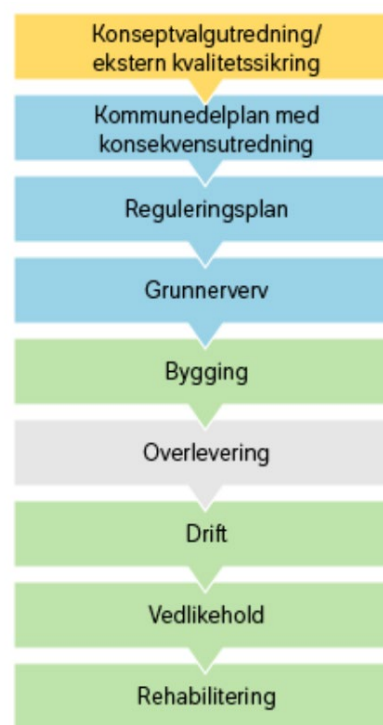 Konseptvalgutredning/
ekstern kvalitetssikring
Kommunedelplan med
konsekvensutredning
Reguleringsplan
Grunnerverv
Bygging
Overlevering
Drift
Vedlikehold
Rehabilitering